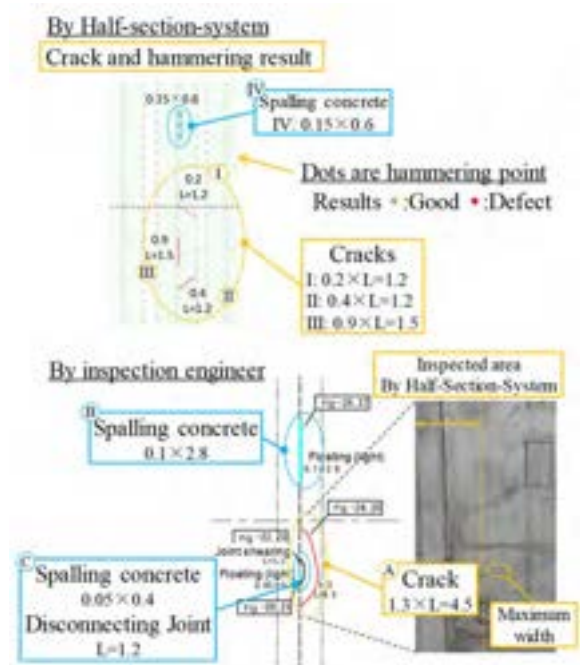 By Half-section-system
Crack and hammering result
0.15×0.6
IV
Spalling concrete
IV: 0.15×0.6
I
0.2
L=1.2
Dots are hammering point
Results •:Good •:Defect
0.9
L=1.5
III
0.4
L=1.2
II
Cracks
I: 0.2×L=1.2
II: 0.4×L=1.2
III: 0.9×L=1.5
By inspection engineer
Inspected area
By Half-Section-System
B
Spalling concrete
0.1×2.8
Floating
Joint shearing
Floating
C
Spalling concrete
0.05×0.4
Disconnecting Joint
L=1.2
A
Crack
1.3×L=4.5
Maximum
width